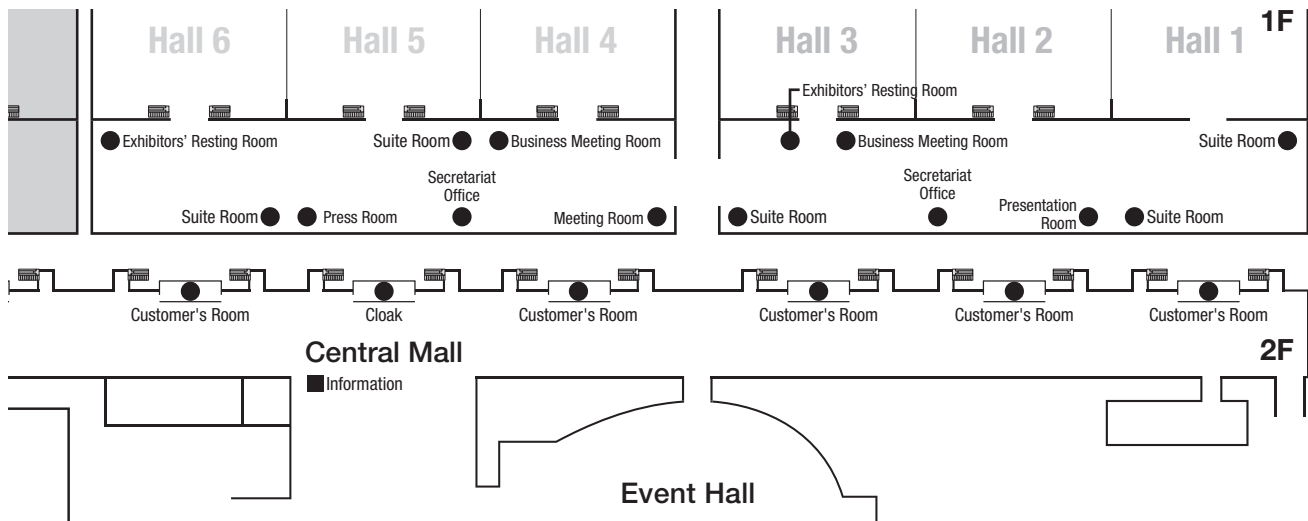 Hall 6
Hall 5
Hall 4
Hall 3
Hall 2
Hall 1
1F
Exhibitors' Resting Room
Exhibitors' Resting Room
Suite Room
Business Meeting Room
Business Meeting Room
Suite Room
Secretariat
Office
Secretariat
Office
Suite Room
Press Room
Meeting Room
Suite Room
Presentation
Room
Suite Room
Customer's Room
Cloak
Customer's Room
Customer's Room
Customer's Room
Customer's Room
Central Mall
2F
Information
Event Hall